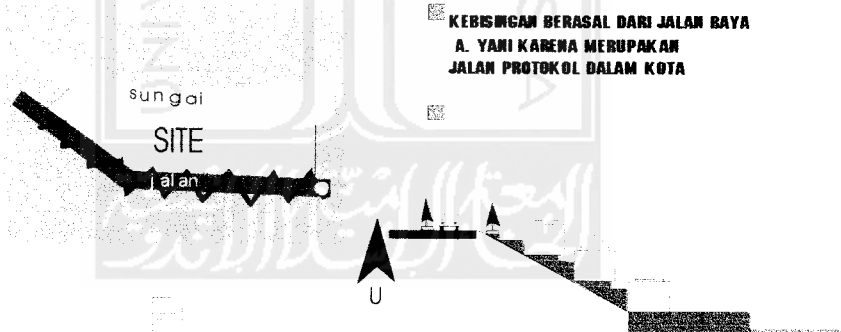 KEBISINGAN BERASAL DARI JALAN RAYA
A. YANI KARENA MERUPAKAN
JALAN PROTOKOL DALAM KOTA
sungai
SITE
jalan
U